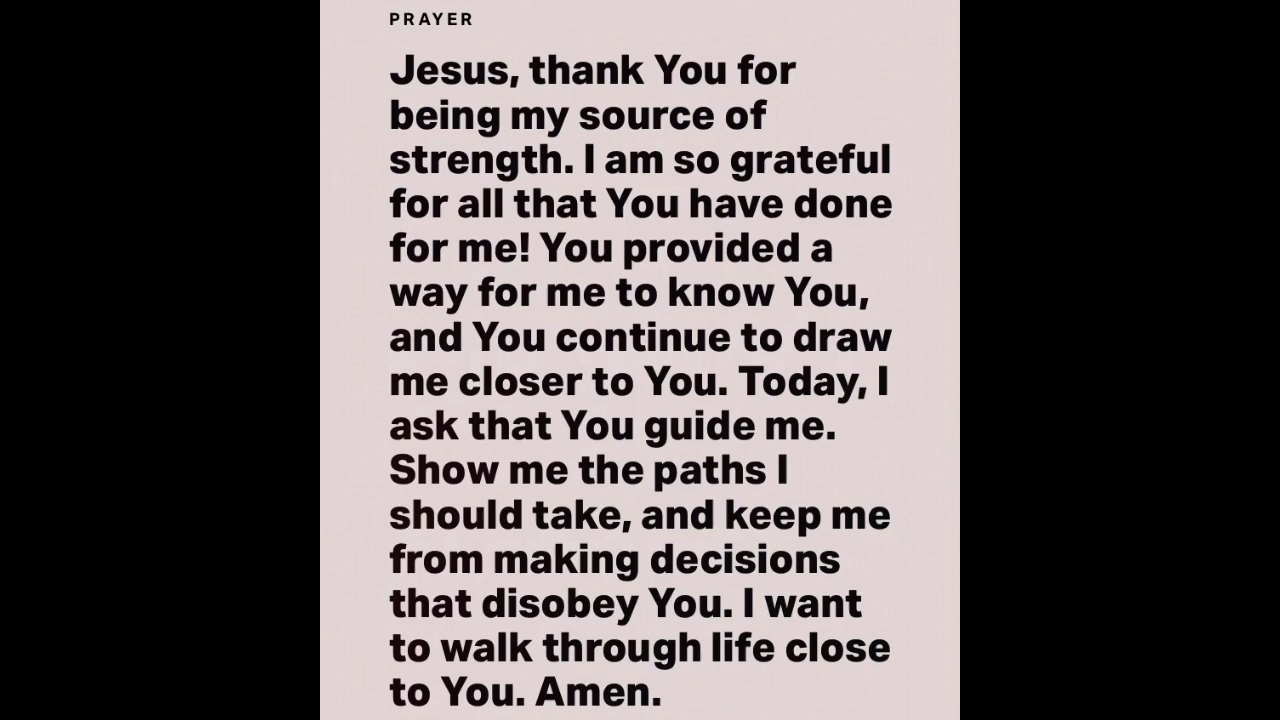 PRAYER
Jesus, thank You for
being my source of
strength. I am so grateful
for all that You have done
for me! You provided a
way for me to know You,
and You continue to draw
me closer to You. Today, I
ask that You guide me.
Show me the paths I
should take, and keep me
from making decisions
that disobey You. I want
to walk through life close
to You. Amen.